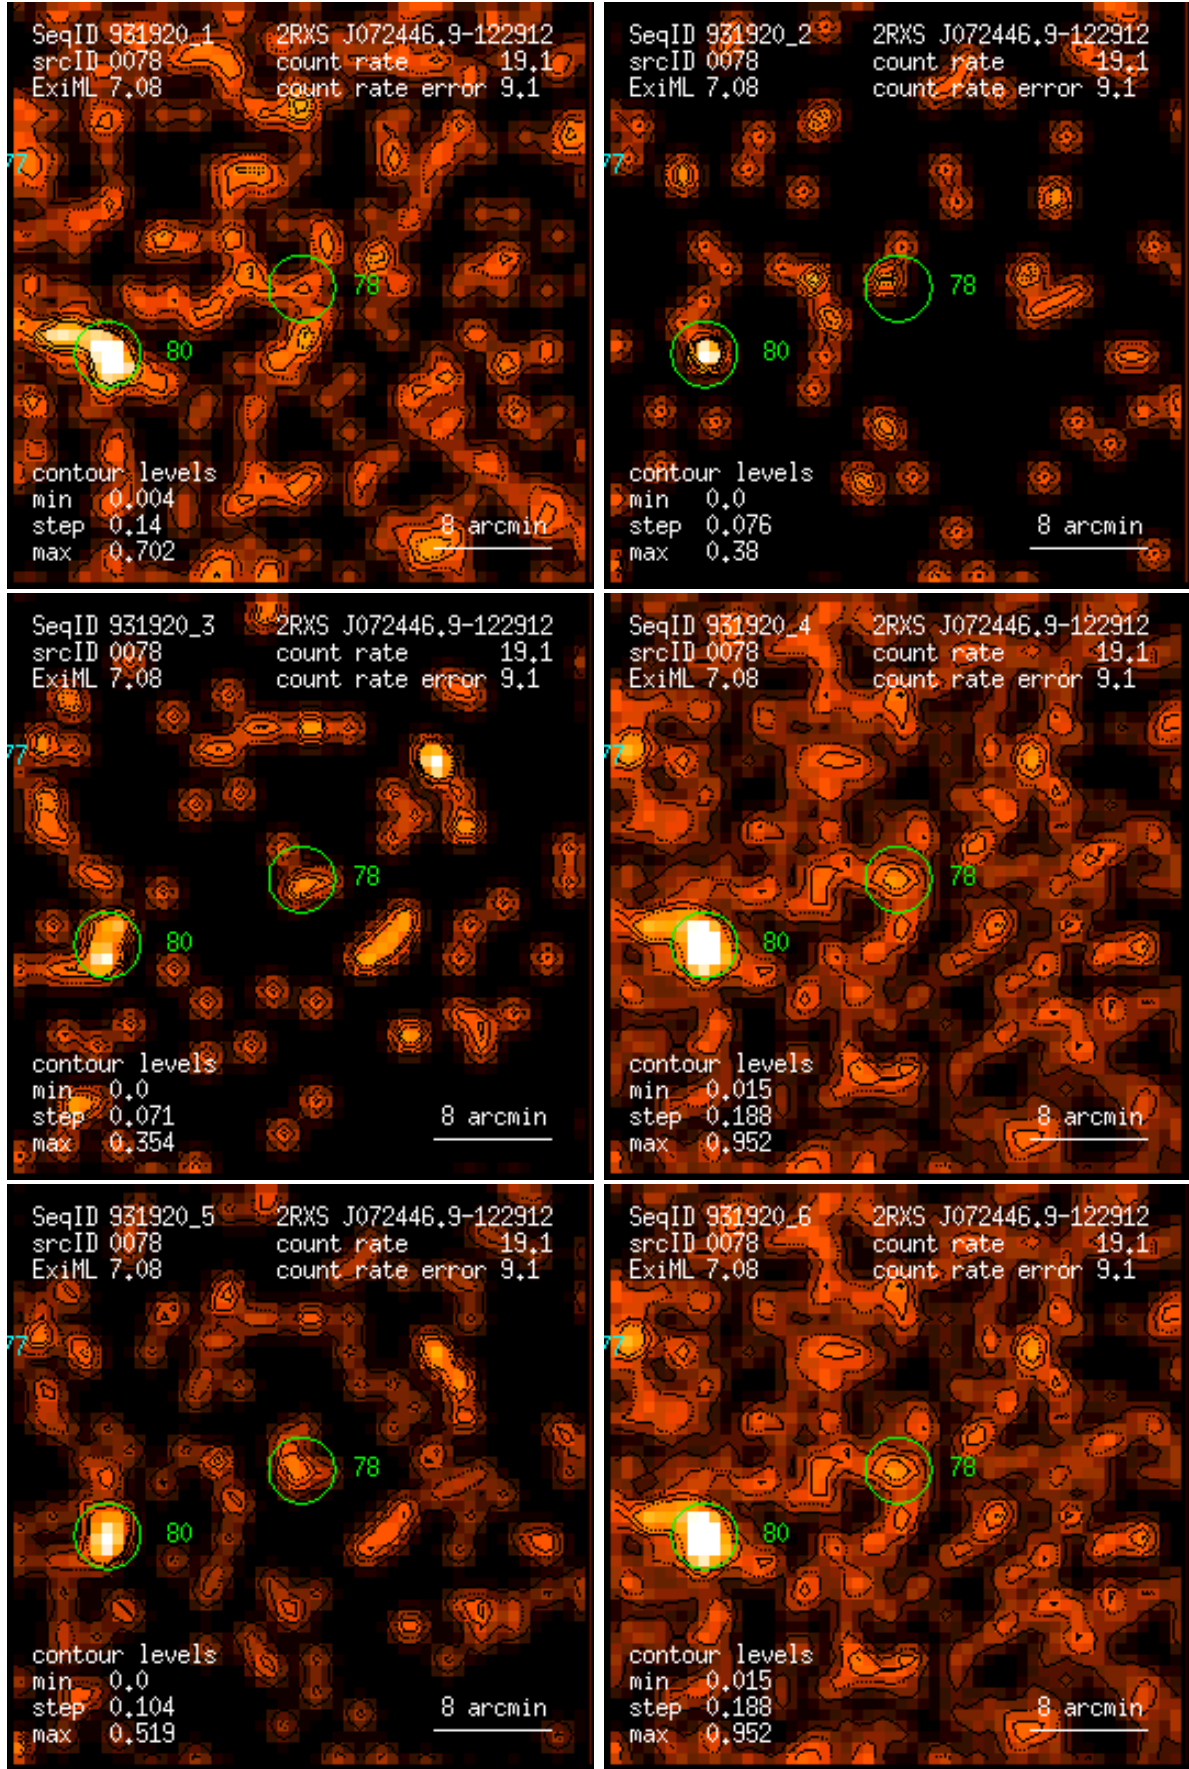 SeqID 931920_1 2RXS J072446.9-122912
srcID 0078 count rate 19.1
ExiML 7.08 count rate error 9.1
77
78
80
contour levels
min 0.004
step 0.14 8 arcmin
max 0.702
SeqID 931920_2 2RXS J072446.9-122912
srcID 0078 count rate 19.1
ExiML 7.08 count rate error 9.1
77
78
80
contour levels
min 0.0
step 0.076 8 arcmin
max 0.38
SeqID 931920_3 2RXS J072446.9-122912
srcID 0078 count rate 19.1
ExiML 7.08 count rate error 9.1
77
78
80
contour levels
min 0.0
step 0.071 8 arcmin
max 0.354
SeqID 931920_4 2RXS J072446.9-122912
srcID 0078 count rate 19.1
ExiML 7.08 count rate error 9.1
77
78
80
contour levels
min 0.015
step 0.188 8 arcmin
max 0.952
SeqID 931920_5 2RXS J072446.9-122912
srcID 0078 count rate 19.1
ExiML 7.08 count rate error 9.1
77
78
80
contour levels
min 0.0
step 0.104 8 arcmin
max 0.519
SeqID 931920_6 2RXS J072446.9-122912
srcID 0078 count rate 19.1
ExiML 7.08 count rate error 9.1
77
78
80
contour levels
min 0.015
step 0.188 8 arcmin
max 0.952